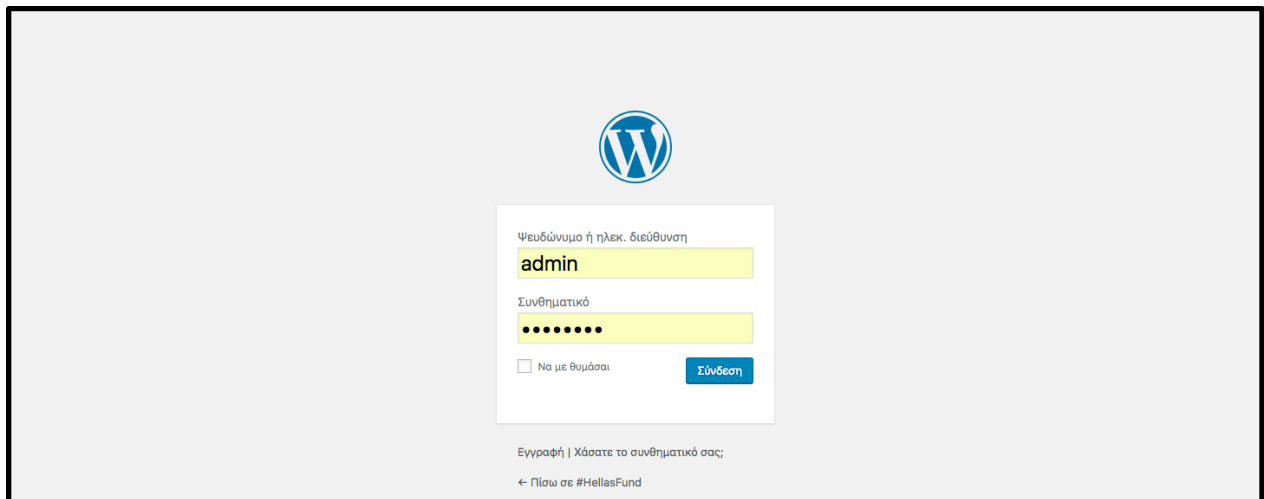 Ψευδώνυμο ή ηλεκ. διεύθυνση
admin
Συνθηματικό
••••••••
Να με θυμάσαι
Σύνδεση
Εγγραφή | Χάσατε το συνθηματικό σας;
← Πίσω σε #HellasFund